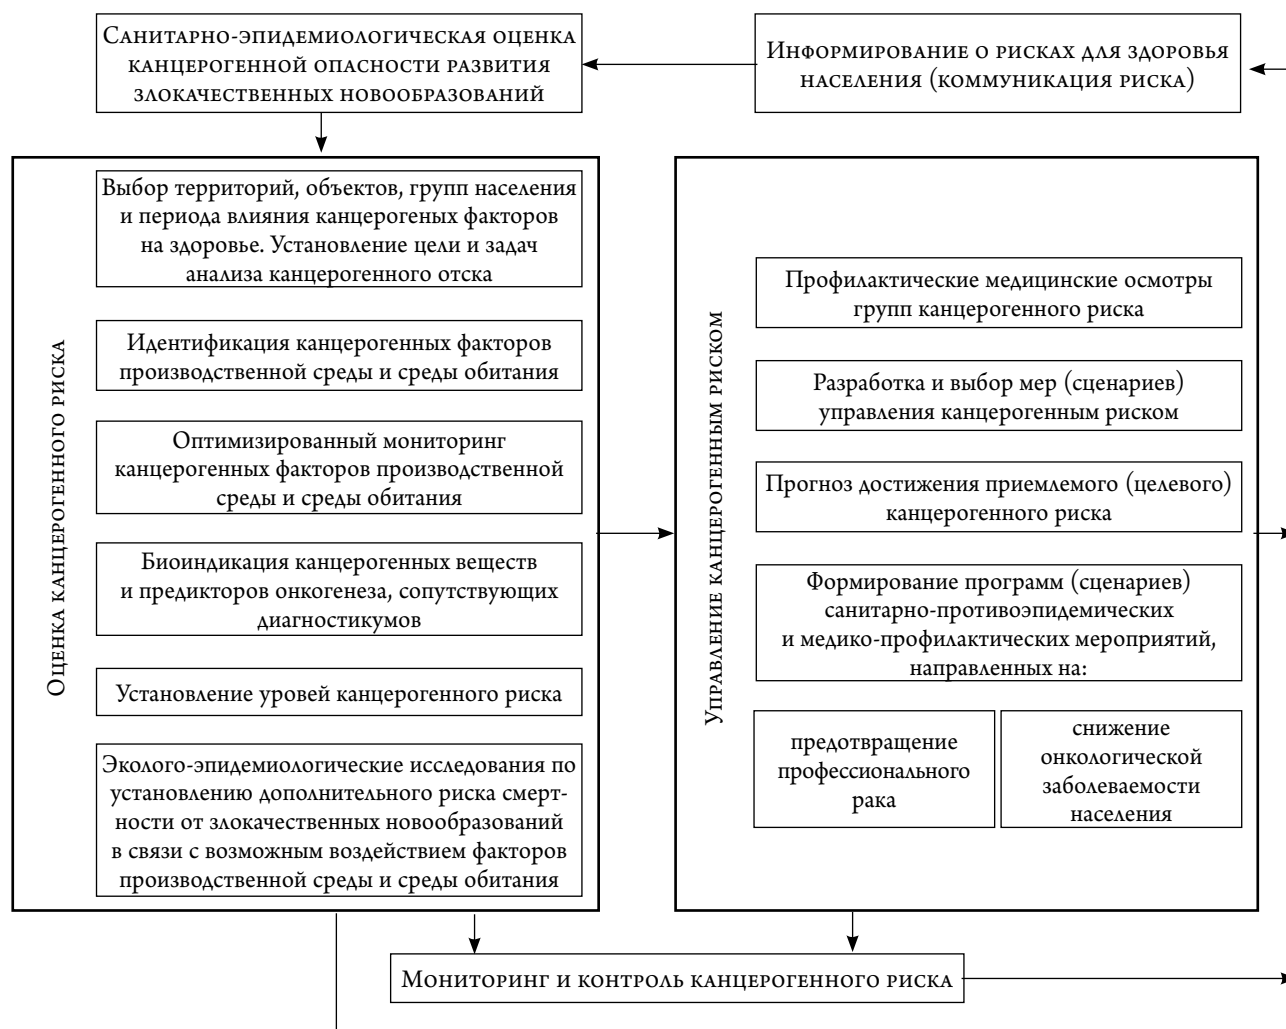 Санитарно-эпидемиологическая оценка
канцерогенной опасности развития
злокачественных новообразований
Информирование о рисках для здоровья
населения (коммуникация риска)
Оценка канцерогенного риска
Выбор территорий, объектов, групп населения
и периода влияния канцерогеных факторов
на здоровье. Установление цели и задач
анализа канцерогенного отска
Идентификация канцерогенных факторов
производственной среды и среды обитания
Оптимизированный мониторинг
канцерогенных факторов производственной
среды и среды обитания
Биоиндикация канцерогенных веществ
и предикторов онкогенеза, сопутствующих
диагностикумов
Установление уровей канцерогенного риска
Эколого-эпидемиологические исследования по
установлению дополнительного риска смерт-
ности от злокачественных новообразований
в связи с возможным воздействием факторов
производственной среды и среды обитания
Управление канцерогенным риском
Профилактические медицинские осмотры
групп канцерогенного риска
Разработка и выбор мер (сценариев)
управления канцерогенным риском
Прогноз достижения приемлемого (целевого)
канцерогенного риска
Формирование программ (сценариев)
санитарно-противоэпидемических
и медико-профилактических мероприятий,
направленных на:
предотвращение
профессионального
рака
снижение
онкологической
заболеваемости
населения
Мониторинг и контроль канцерогенного риска